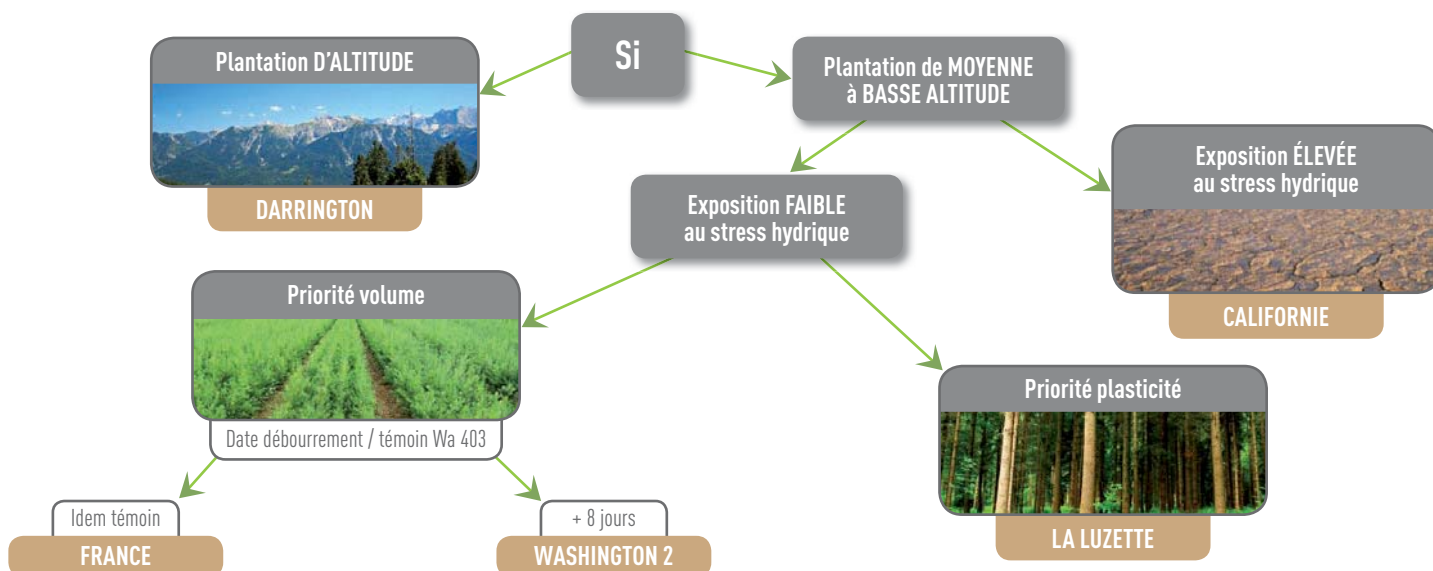 Si
Plantation D'ALTITUDE
DARRINGTON
Plantation de MOYENNE
à BASSE ALTITUDE
Exposition ÉLEVÉE
au stress hydrique
CALIFORNIE
Exposition FAIBLE
au stress hydrique
Priorité volume
Date débourrement / témoin Wa 403
Idem témoin
FRANCE
+ 8 jours
WASHINGTON 2
Priorité plasticité
LA LUZETTE